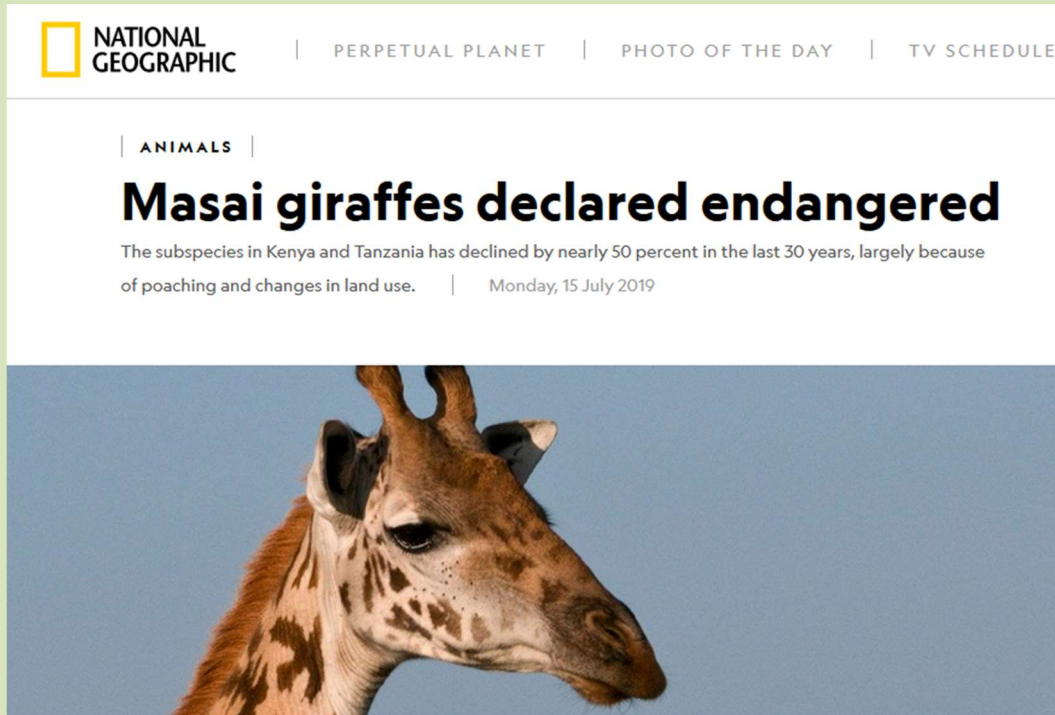 NATIONAL
GEOGRAPHIC
PERPETUAL PLANET
PHOTO OF THE DAY
TV SCHEDULE
ANIMALS
Masai giraffes declared endangered
The subspecies in Kenya and Tanzania has declined by nearly 50 percent in the last 30 years, largely because
of poaching and changes in land use.
Monday, 15 July 2019